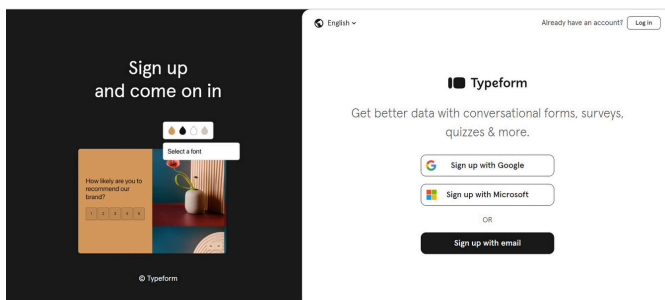 Sign up
and come on in
Select a font
How likely are you to
recommend our
brand?
1 2 3 4 5
© Typeform
English
Already have an account? Log in
Typeform
Get better data with conversational forms, surveys,
quizzes & more.
Sign up with Google
Sign up with Microsoft
OR
Sign up with email